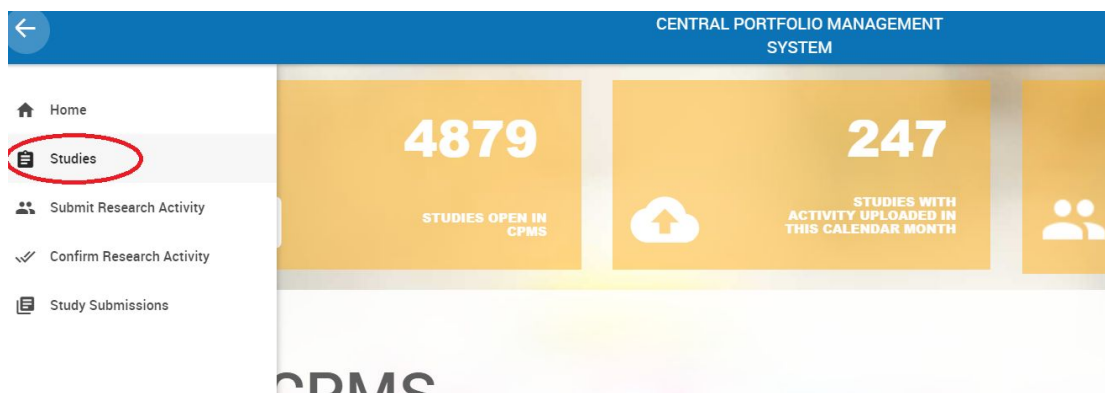 CENTRAL PORTFOLIO MANAGEMENT
SYSTEM
Home
Studies
Submit Research Activity
Confirm Research Activity
Study Submissions
4879
STUDIES OPEN IN
CPMS
247
STUDIES WITH
ACTIVITY UPLOADED IN
THIS CALENDAR MONTH
CPMS